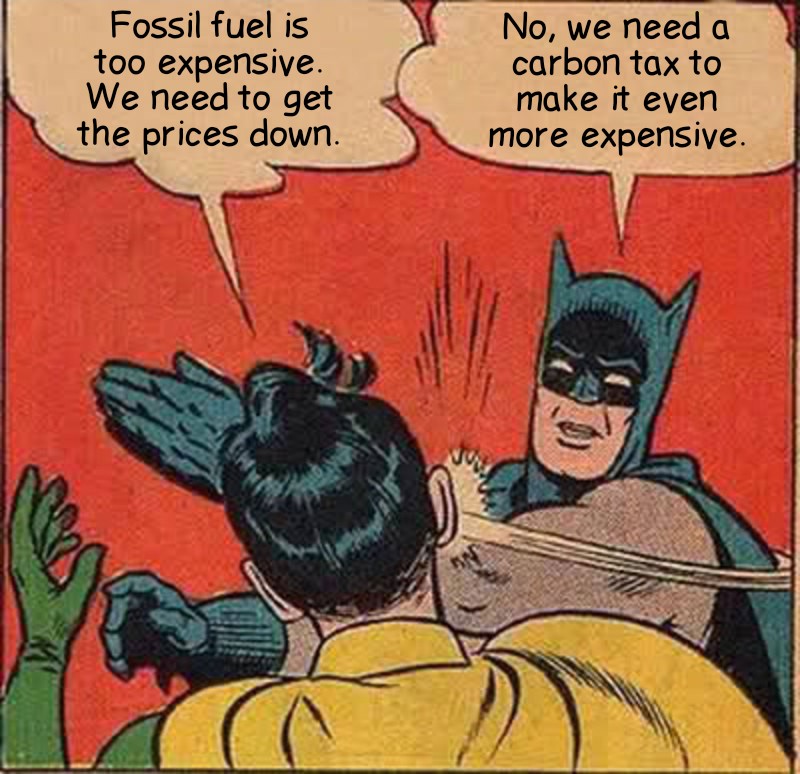 Fossil fuel is
too expensive.
We need to get
the prices down.
No, we need a
carbon tax to
make it even
more expensive.